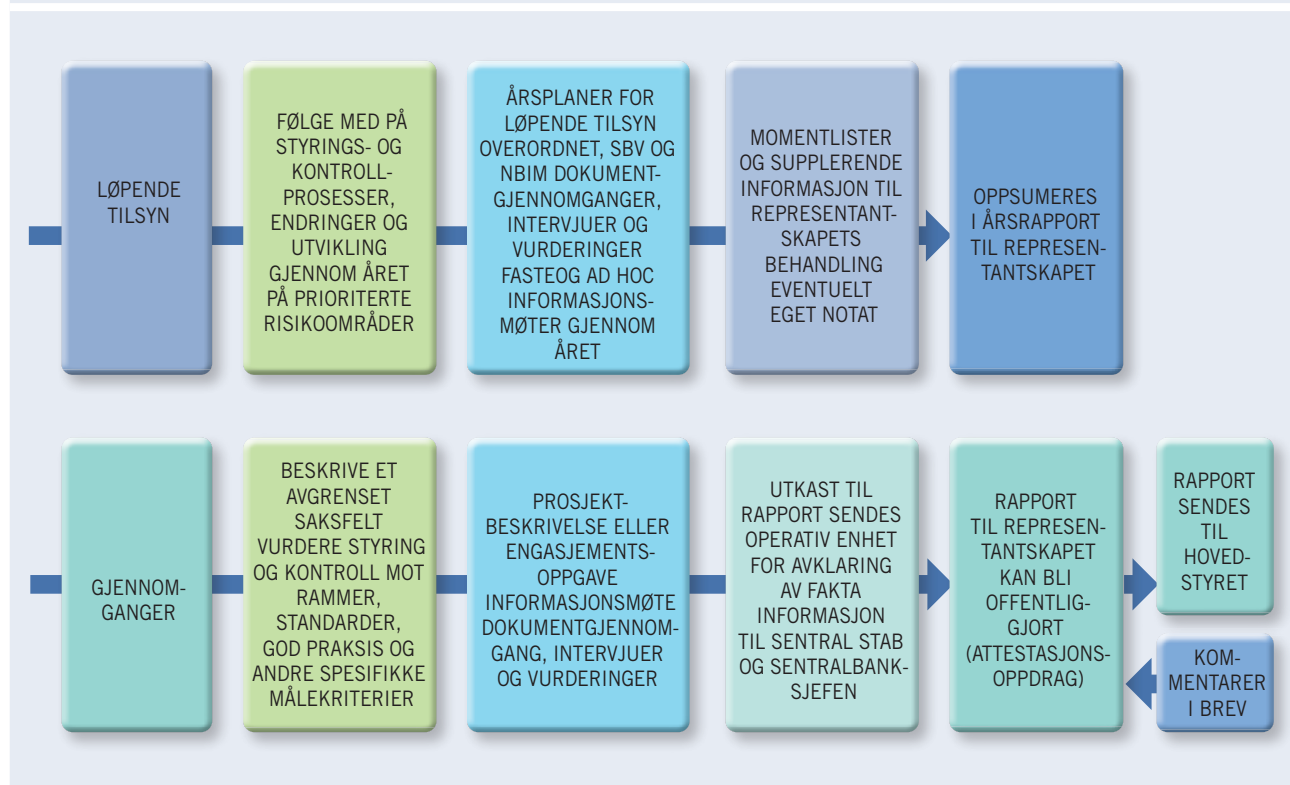 LØPENDE
TILSYN
FØLGE MED PÅ
STYRINGS- OG
KONTROLL-
PROSESSER,
ENDRINGER OG
UTVIKLING
GJENNOM ÅRET
PÅ PRIORITERTE
RISIKOOMRÅDER
ÅRSPLANER FOR
LØPENDE TILSYN
OVERORDNET, SBV OG
NBIM DOKUMENT-
GJENNOMGANGER,
INTERVJUER OG
VURDERINGER
FASTEOG AD HOC
INFORMASJONS-
MØTER GJENNOM
ÅRET
MOMENTLISTER
OG SUPPLERENDE
INFORMASJON TIL
REPRESENTANT-
SKAPETS
BEHANDLING
EVENTUELT
EGET NOTAT
OPPSUMERES
I ÅRSRAPPORT
TIL REPRESEN-
TANTSKAPET
GJENNOM-
GANGER
BESKRIVE ET
AVGRENSET
SAKSFELT
VURDERE STYRING
OG KONTROLL MOT
RAMMER,
STANDARDER,
GOD PRAKSIS OG
ANDRE SPESIFIKKE
MÅLEKRITERIER
PROSJEKT-
BESKRIVELSE ELLER
ENGASJEMENTS-
OPPGAVE
INFORMASJONSMØTE
DOKUMENTGJENNOM-
GANG, INTERVJUER
OG VURDERINGER
UTKAST TIL
RAPPORT SENDES
OPERATIV ENHET
FOR AVKLARING
AV FAKTA
INFORMASJON
TIL SENTRAL STAB
OG SENTRALBANK-
SJEFEN
RAPPORT
TIL REPRESEN-
TANTSKAPET
KAN BLI
OFFENTLIG-
GJORT
(ATTESTASJONS-
OPPDRAG)
RAPPORT
SENDES
TIL
HOVED-
STYRET
KOM-
MENTARER
I BREV